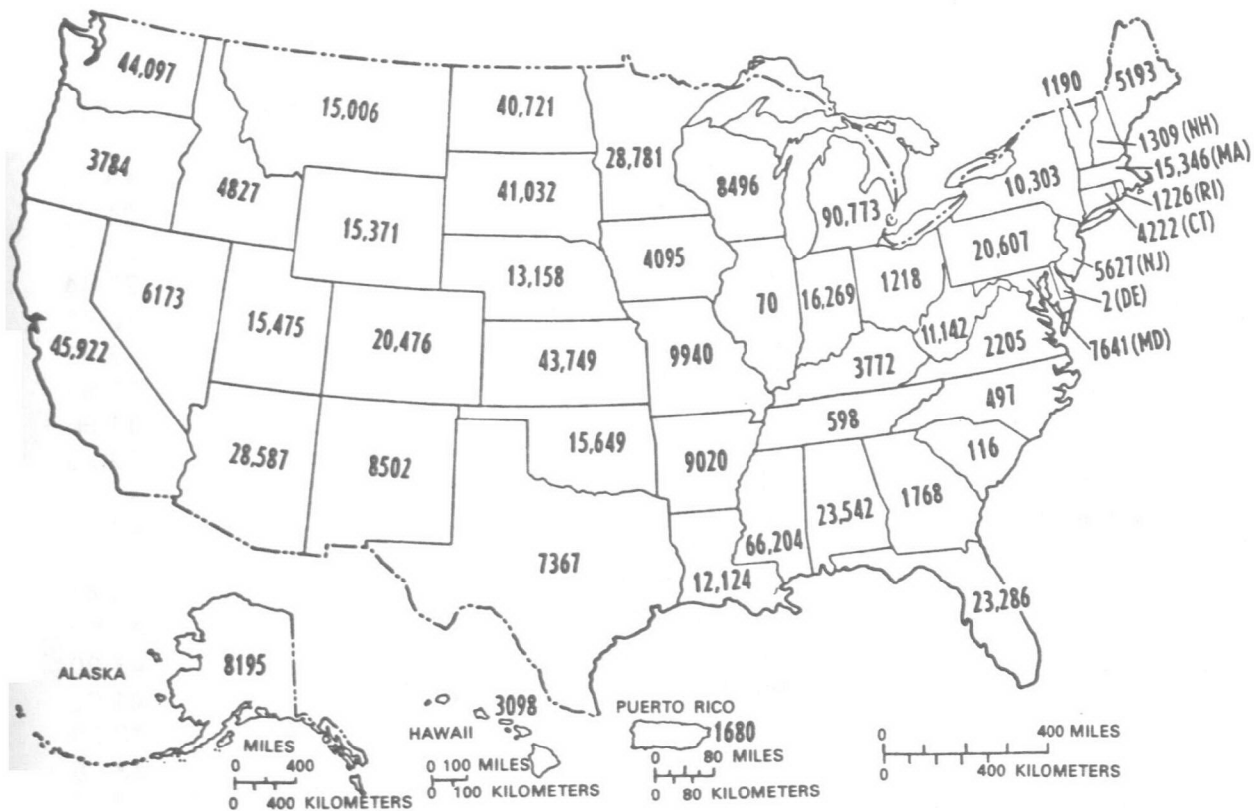 44,097
15,006
40,721
28,781
1190
5193
3784
4827
41,032
8496
90,773
10,303
1309 (NH)
15,346 (MA)
1226 (RI)
4222 (CT)
15,371
13,158
4095
20,607
5627 (NJ)
6173
15,475
20,476
70
16,269
1218
2 (DE)
45,922
43,749
9940
3772
11,142
2205
7641 (MD)
28,587
8502
15,649
9020
598
497
116
7367
66,204
23,542
1768
12,124
23,286
ALASKA
8195
3098
HAWAII
PUERTO RICO
1680
MILES
0 400
0 400 KILOMETERS
0 100 MILES
0 100 KILOMETERS
0 80 MILES
0 80 KILOMETERS
0 400 MILES
0 400 KILOMETERS